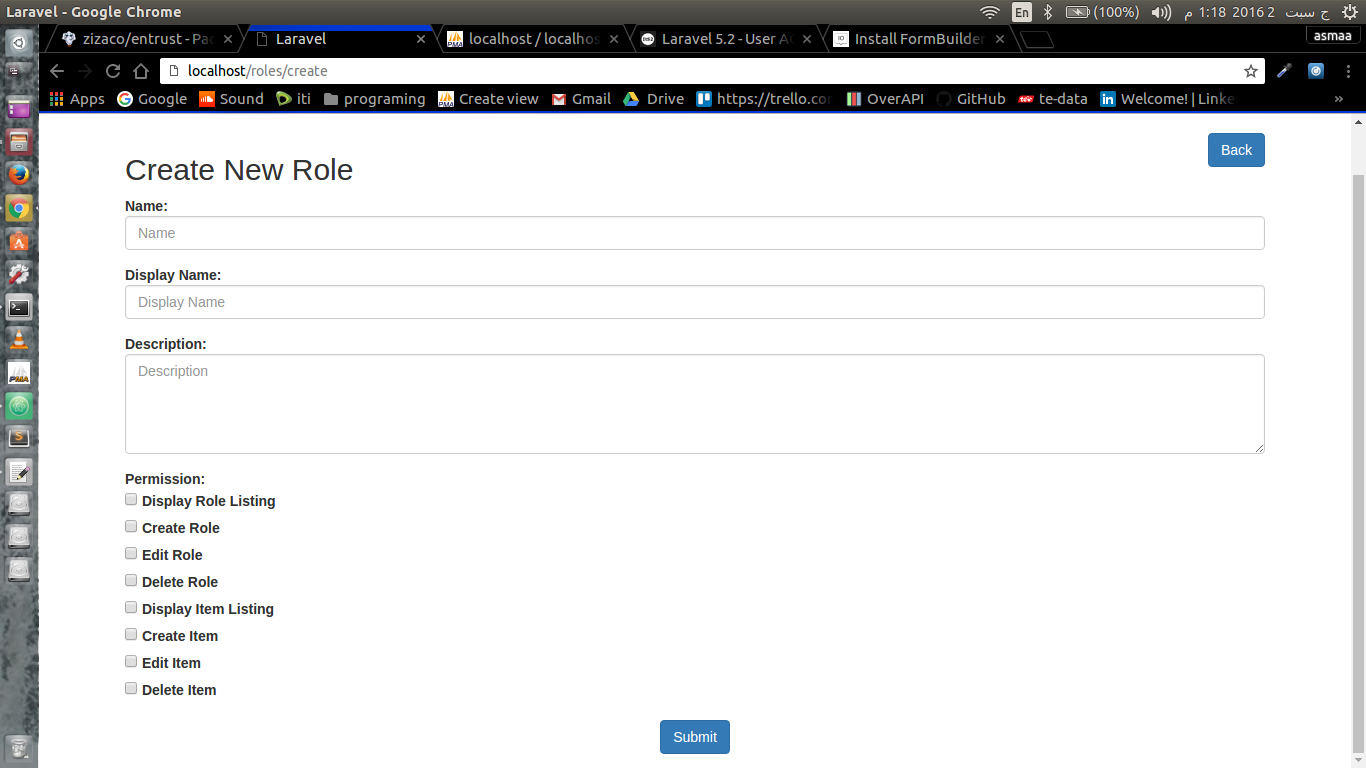 Laravel - Google Chrome
En (100%) م 1:18 2016 ج سبت 2
zizaco/entrust - Pac
Laravel
localhost / localhos
Laravel 5.2 - User AC
Install FormBuilder
asmaa
localhost/roles/create
Apps Google Sound iti programing Create view Gmail Drive https://trello.co OverAPI GitHub te-data Welcome! | Linke »
Back
Create New Role
Name:
Name
Display Name:
Display Name
Description:
Description
Permission:
Display Role Listing
Create Role
Edit Role
Delete Role
Display Item Listing
Create Item
Edit Item
Delete Item
Submit